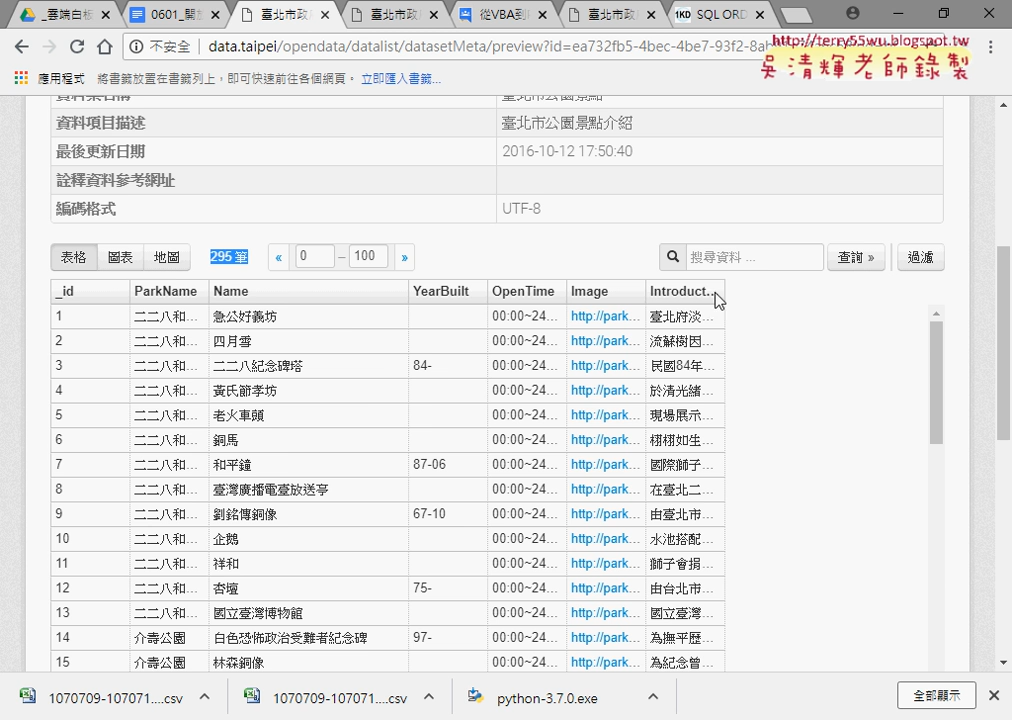 _雲端白板
0601_開放
臺北市政府
臺北市政府
從VBA到
臺北市政府
SQL ORD
不安全
data.taipei/opendata/datalist/datasetMeta/preview?id=ea732fb5-4bec-4be7-93f2-8a
http://terry55wu.blogspot.tw
吳清輝老師錄製
應用程式
將書籤放置在書籤列上，即可快速前往各個網頁。
立即匯入書籤...
資料集名稱
臺北市公園景點
資料項目描述
臺北市公園景點介紹
最後更新日期
2016-10-12 17:50:40
詮釋資料參考網址
編碼格式
UTF-8
表格 圖表 地圖 295 筆 « 0 – 100 » 搜尋資料 ... 查詢 » 過濾
_id ParkName Name YearBuilt OpenTime Image Introduct...
1 二二八和... 急公好義坊 00:00~24... http://park... 臺北府淡...
2 二二八和... 四月雪 00:00~24... http://park... 流蘇樹因...
3 二二八和... 二二八紀念碑塔 84- 00:00~24... http://park... 民國84年...
4 二二八和... 黃氏節孝坊 00:00~24... http://park... 於清光緒...
5 二二八和... 老火車頭 00:00~24... http://park... 現場展示...
6 二二八和... 銅馬 00:00~24... http://park... 栩栩如生...
7 二二八和... 和平鐘 87-06 00:00~24... http://park... 國際獅子...
8 二二八和... 臺灣廣播電臺放送亭 00:00~24... http://park... 在臺北二...
9 二二八和... 劉銘傳銅像 67-10 00:00~24... http://park... 由臺北市...
10 二二八和... 企鵝 00:00~24... http://park... 水池搭配...
11 二二八和... 祥和 00:00~24... http://park... 獅子會捐...
12 二二八和... 杏壇 75- 00:00~24... http://park... 由台北市...
13 二二八和... 國立臺灣博物館 00:00~24... http://park... 國立臺灣...
14 介壽公園 白色恐怖政治受難者紀念碑 97- 00:00~24... http://park... 為撫平歷...
15 介壽公園 林森銅像 00:00~24... http://park... 為紀念曾...
1070709-107071....csv
1070709-107071....csv
python-3.7.0.exe
全部顯示